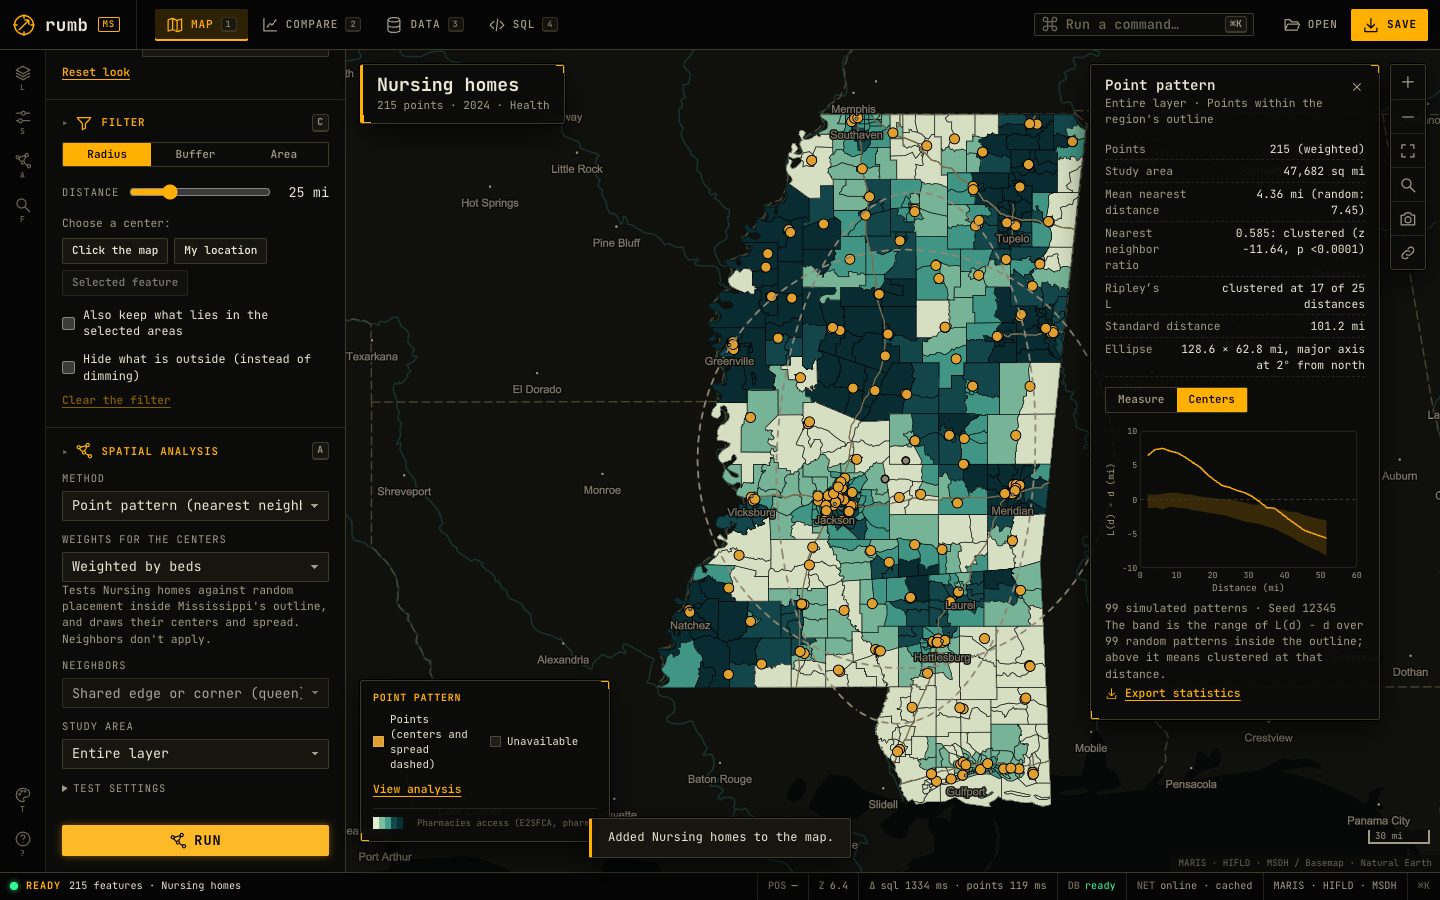 rumb MS
MAP 1
COMPARE 2
DATA 3
SQL 4
Run a command… ⌘K
OPEN
SAVE
L
S
A
F
T
?
Reset look
FILTER C
Radius
Buffer
Area
DISTANCE 25 mi
Choose a center:
Click the map
My location
Selected feature
Also keep what lies in the
selected areas
Hide what is outside (instead of
dimming)
Clear the filter
SPATIAL ANALYSIS A
METHOD
Point pattern (nearest neighb
WEIGHTS FOR THE CENTERS
Weighted by beds
Tests Nursing homes against random
placement inside Mississippi's outline,
and draws their centers and spread.
Neighbors don't apply.
NEIGHBORS
Shared edge or corner (queen)
STUDY AREA
Entire layer
TEST SETTINGS
RUN
Nursing homes
215 points · 2024 · Health
Memphis
Southaven
Little Rock
Hot Springs
Pine Bluff
Tupelo
Texarkana
Greenville
El Dorado
Shreveport
Monroe
Vicksburg
Jackson
Meridian
Natchez
Laurel
Alexandria
Hattiesburg
Baton Rouge
Slidell
Gulfport
Mobile
Port Arthur
Auburn
Dothan
Crestview
Pensacola
Panama City
30 mi
POINT PATTERN
Points
(centers and
spread
dashed)
Unavailable
View analysis
Pharmacies access (E2SFCA, pharm
Added Nursing homes to the map.
Point pattern
Entire layer · Points within the
region's outline
Points 215 (weighted)
Study area 47,682 sq mi
Mean nearest distance 4.36 mi (random: 7.45)
Nearest neighbor ratio 0.585: clustered (z -11.64, p <0.0001)
Ripley's L clustered at 17 of 25 distances
Standard distance 101.2 mi
Ellipse 128.6 × 62.8 mi, major axis at 2° from north
Measure
Centers
L(d) - d (mi)
10
5
0
-5
-10
0 10 20 30 40 50 60
Distance (mi)
99 simulated patterns · Seed 12345
The band is the range of L(d) - d over
99 random patterns inside the outline;
above it means clustered at that
distance.
Export statistics
MARIS · HIFLD · MSDH / Basemap · Natural Earth
READY 215 features · Nursing homes
POS —
Z 6.4
Δ sql 1334 ms · points 119 ms
DB ready
NET online · cached
MARIS · HIFLD · MSDH
⌘K